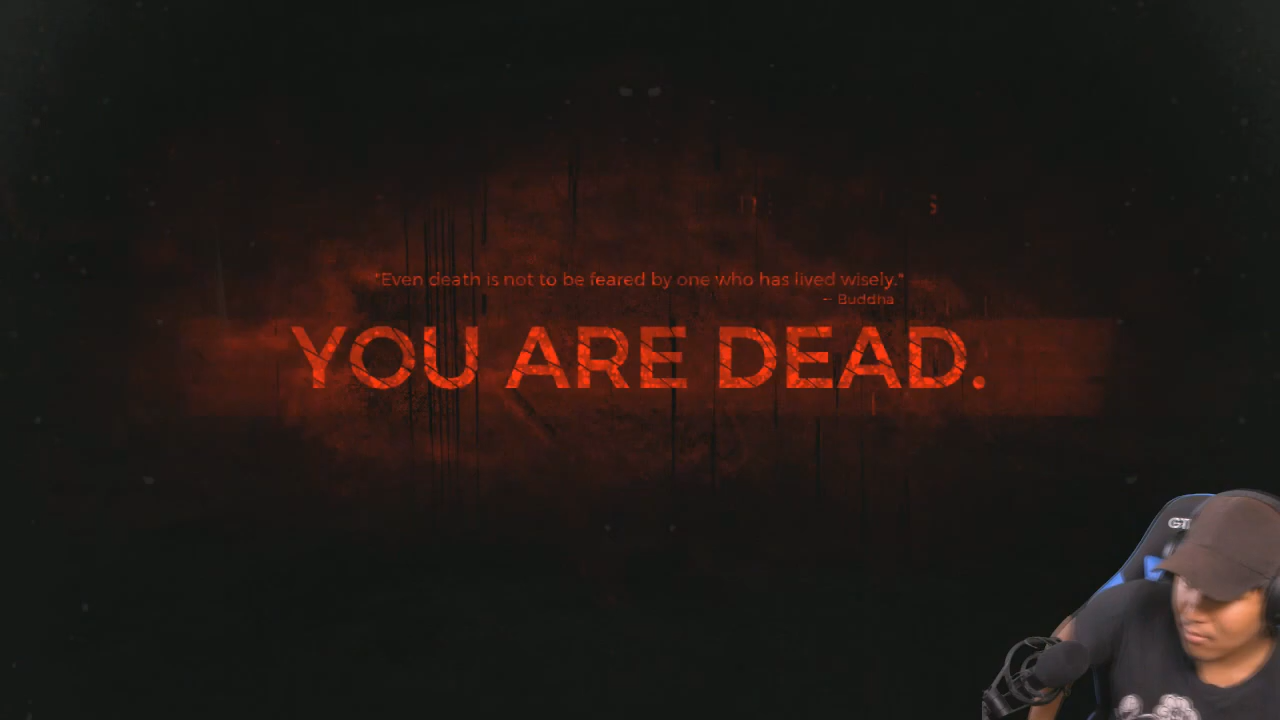 "Even death is not to be feared by one who has lived wisely."
~ Buddha
YOU ARE DEAD.